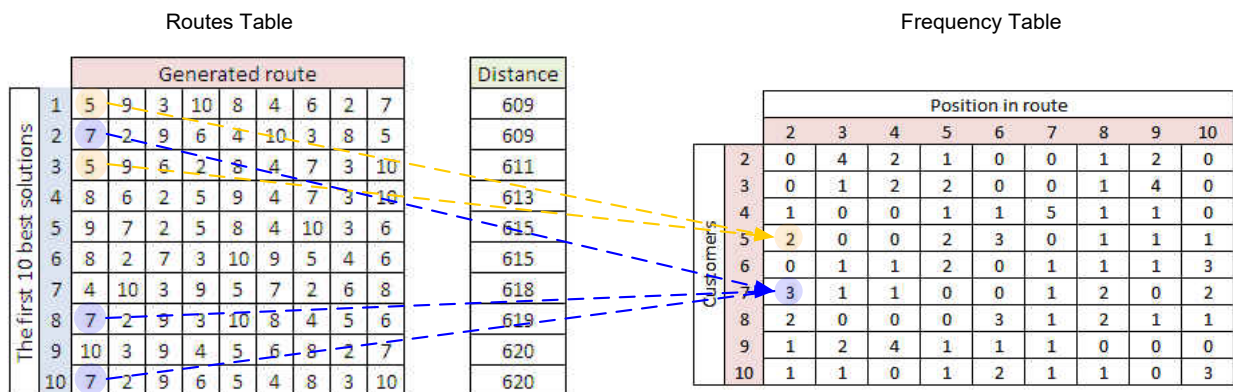 Routes Table
Frequency Table
Generated route
Distance
The first 10 best solutions
1 5 9 3 10 8 4 6 2 7 609
2 7 2 9 6 4 10 3 8 5 609
3 5 9 6 2 8 4 7 3 10 611
4 8 6 2 5 9 4 7 3 10 613
5 9 7 2 5 8 4 10 3 6 615
6 8 2 7 3 10 9 5 4 6 615
7 4 10 3 9 5 7 2 6 8 618
8 7 2 9 3 10 8 4 5 6 619
9 10 3 9 4 5 6 8 2 7 620
10 7 2 9 6 5 4 8 3 10 620
Position in route
2 3 4 5 6 7 8 9 10
Customers
2 0 4 2 1 0 0 1 2 0
3 0 1 2 2 0 0 1 4 0
4 1 0 0 1 1 5 1 1 0
5 2 0 0 2 3 0 1 1 1
6 0 1 1 2 0 1 1 1 3
7 3 1 1 0 0 1 2 0 2
8 2 0 0 0 3 1 2 1 1
9 1 2 4 1 1 1 0 0 0
10 1 1 0 1 2 1 1 0 3